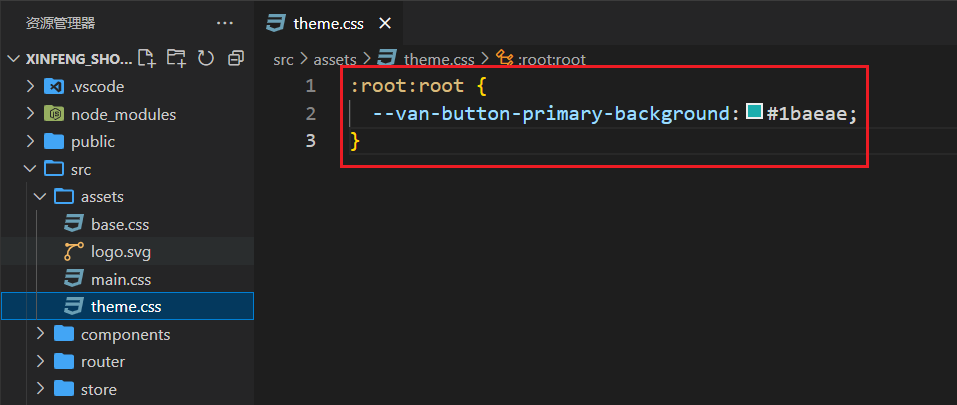 资源管理器 ···
XINFENG_SHO...
.vscode
node_modules
public
src
assets
base.css
logo.svg
main.css
theme.css
components
router
store
theme.css
src > assets > theme.css > :root:root
1 :root:root {
2 --van-button-primary-background: #1baeae;
3 }